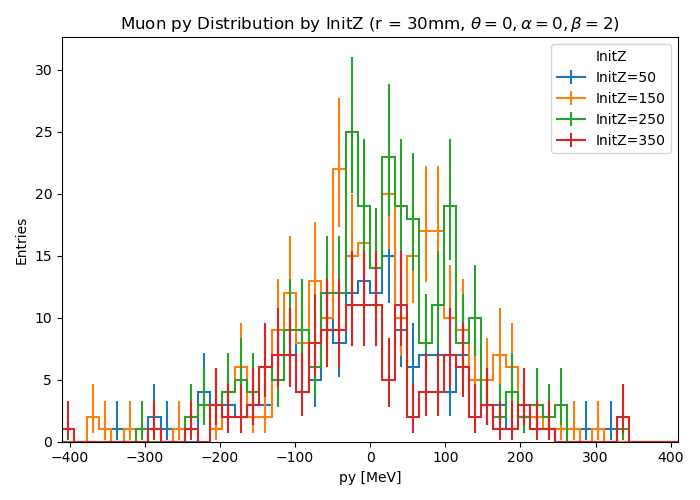 Muon py Distribution by InitZ (r = 30mm, θ = 0, α = 0, β = 2)
InitZ
InitZ=50
InitZ=150
InitZ=250
InitZ=350
Entries
30
25
20
15
10
5
0
−400 −300 −200 −100 0 100 200 300 400
py [MeV]